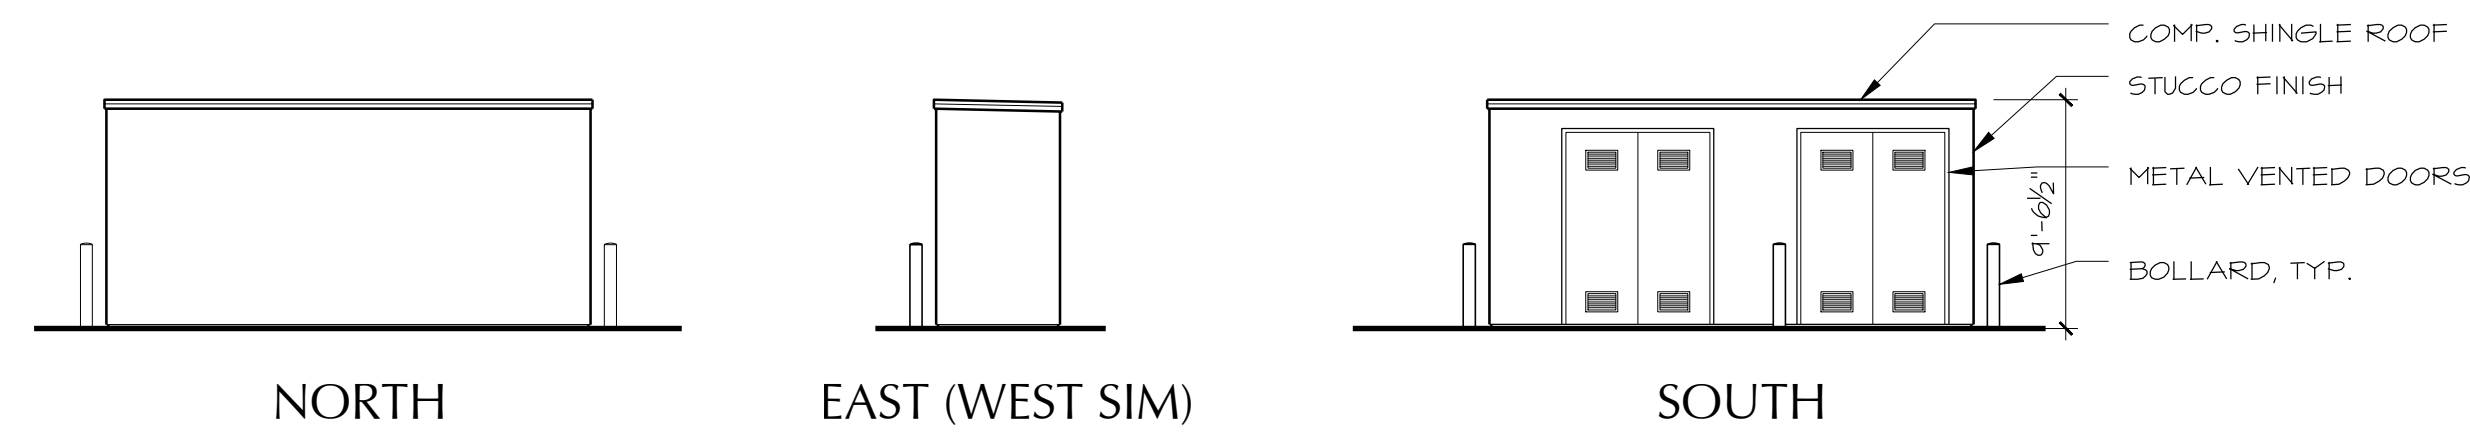 COMP. SHINGLE ROOF
STUCCO FINISH
METAL VENTED DOORS
9'-6½"
BOLLARD, TYP.
NORTH
EAST (WEST SIM)
SOUTH